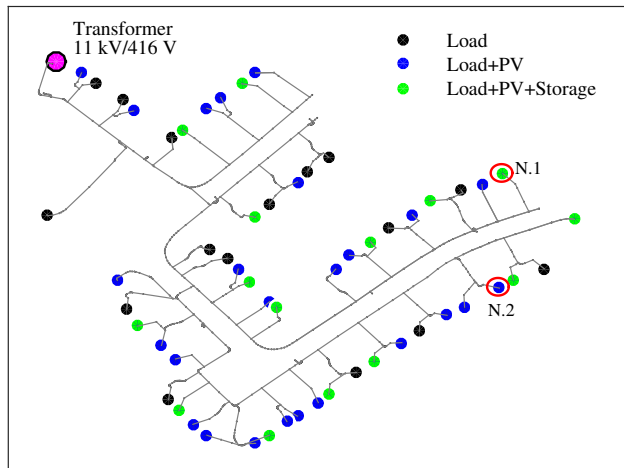 Transformer
11 kV/416 V
Load
Load+PV
Load+PV+Storage
N.1
N.2